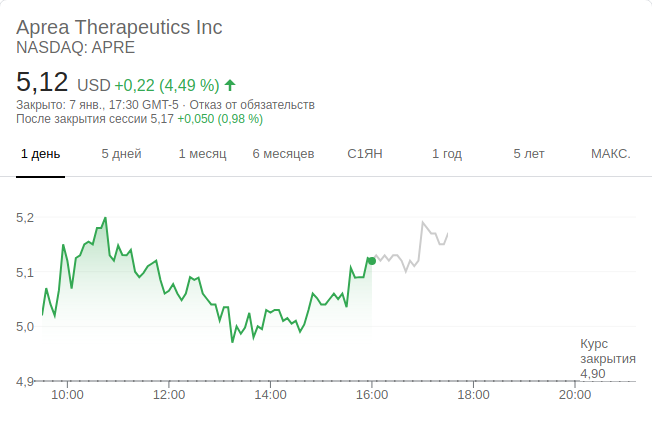 Aprea Therapeutics Inc
NASDAQ: APRE
5,12 USD +0,22 (4,49 %)
Закрыто: 7 янв., 17:30 GMT-5 · Отказ от обязательств
После закрытия сессии 5,17 +0,050 (0,98 %)
1 день 5 дней 1 месяц 6 месяцев С1ЯН 1 год 5 лет МАКС.
5,2
5,1
5,0
Курс
закрытия
4,90
4,9
10:00 12:00 14:00 16:00 18:00 20:00